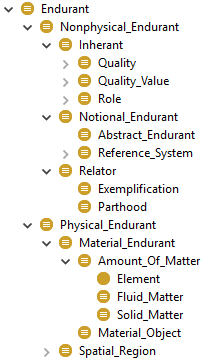 Endurant
Nonphysical_Endurant
Inherant
Quality
Quality_Value
Role
Notional_Endurant
Abstract_Endurant
Reference_System
Relator
Exemplification
Parthood
Physical_Endurant
Material_Endurant
Amount_Of_Matter
Element
Fluid_Matter
Solid_Matter
Material_Object
Spatial_Region